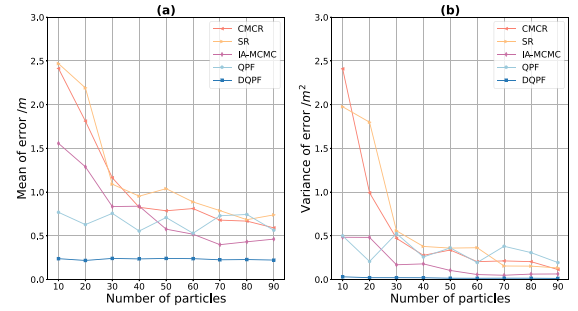 (a)
3.0
2.5
2.0
1.5
1.0
0.5
0.0
Mean of error /m
10 20 30 40 50 60 70 80 90
Number of particles
CMCR
SR
IA-MCMC
QPF
DQPF
(b)
3.0
2.5
2.0
1.5
1.0
0.5
0.0
Variance of error /m²
10 20 30 40 50 60 70 80 90
Number of particles
CMCR
SR
IA-MCMC
QPF
DQPF